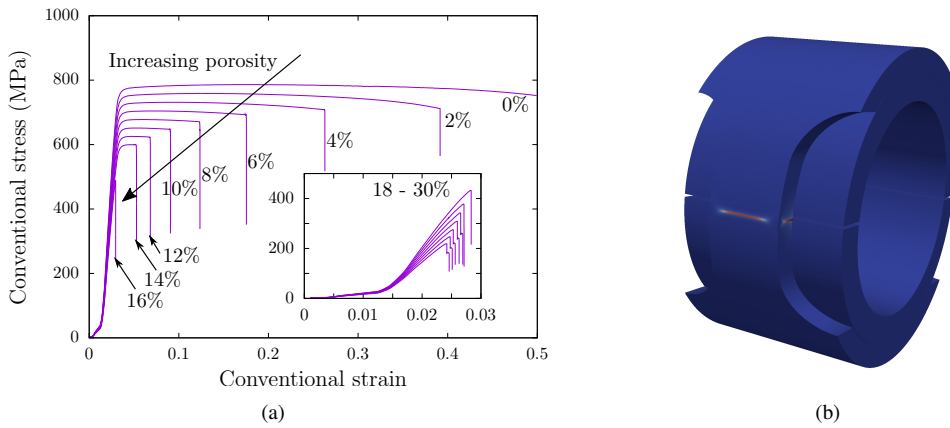 1000
800
600
400
200
0
Conventional stress (MPa)
Increasing porosity
0%
2%
4%
6%
8%
10%
12%
14%
16%
18 - 30%
400
200
0
0 0.01 0.02 0.03
0 0.1 0.2 0.3 0.4 0.5
Conventional strain
(a) (b)